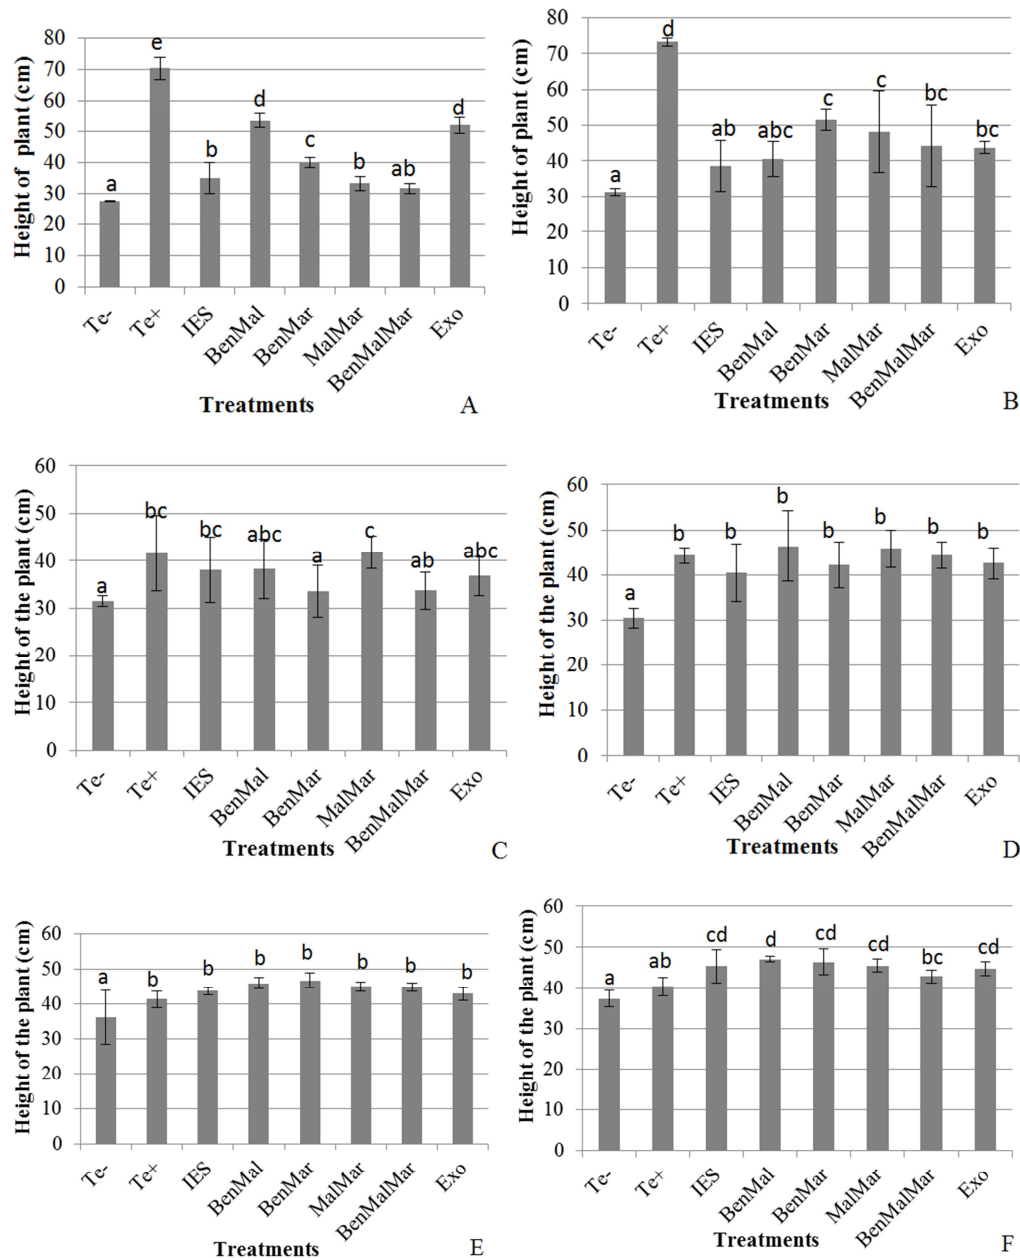 Height of plant (cm)
80
70
60
50
40
30
20
10
0
a
e
b
d
c
b
ab
d
Te-
Te+
IES
BenMal
BenMar
MalMar
BenMalMar
Exo
Treatments
A
Height of plant (cm)
80
70
60
50
40
30
20
10
0
a
d
ab
abc
c
c
bc
bc
Te-
Te+
IES
BenMal
BenMar
MalMar
BenMalMar
Exo
Treatments
B
Height of the plant (cm)
60
50
40
30
20
10
0
a
bc
bc
abc
a
c
ab
abc
Te-
Te+
IES
BenMal
BenMar
MalMar
BenMalMar
Exo
Treatments
C
Height of the plant (cm)
60
50
40
30
20
10
0
a
b
b
b
b
b
b
b
Te-
Te+
IES
BenMal
BenMar
MalMar
BenMalMar
Exo
Treatments
D
Height of the plant (cm)
60
50
40
30
20
10
0
a
b
b
b
b
b
b
b
Te-
Te+
IES
BenMal
BenMar
MalMar
BenMalMar
Exo
Treatments
E
Height of the plant (cm)
60
50
40
30
20
10
0
a
ab
cd
d
cd
cd
bc
cd
Te-
Te+
IES
BenMal
BenMar
MalMar
BenMalMar
Exo
Treatments
F